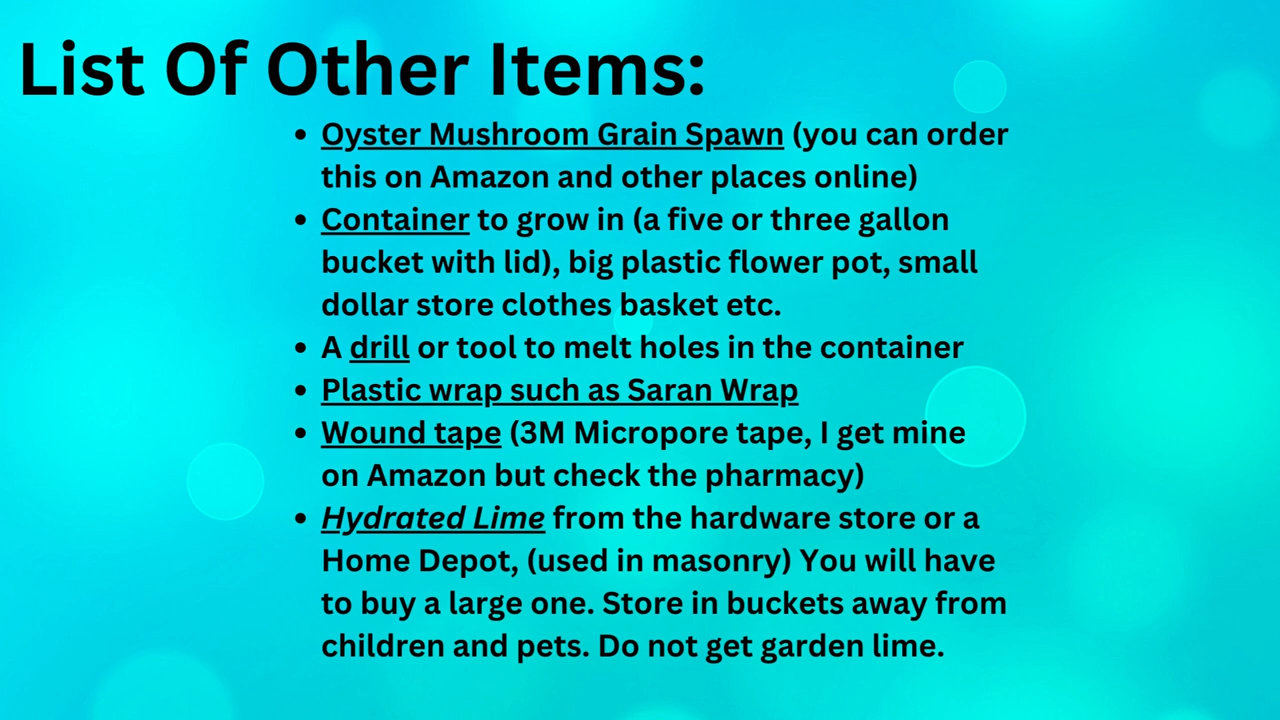 List Of Other Items:
• Oyster Mushroom Grain Spawn (you can order
this on Amazon and other places online)
• Container to grow in (a five or three gallon
bucket with lid), big plastic flower pot, small
dollar store clothes basket etc.
• A drill or tool to melt holes in the container
• Plastic wrap such as Saran Wrap
• Wound tape (3M Micropore tape, I get mine
on Amazon but check the pharmacy)
• Hydrated Lime from the hardware store or a
Home Depot, (used in masonry) You will have
to buy a large one. Store in buckets away from
children and pets. Do not get garden lime.